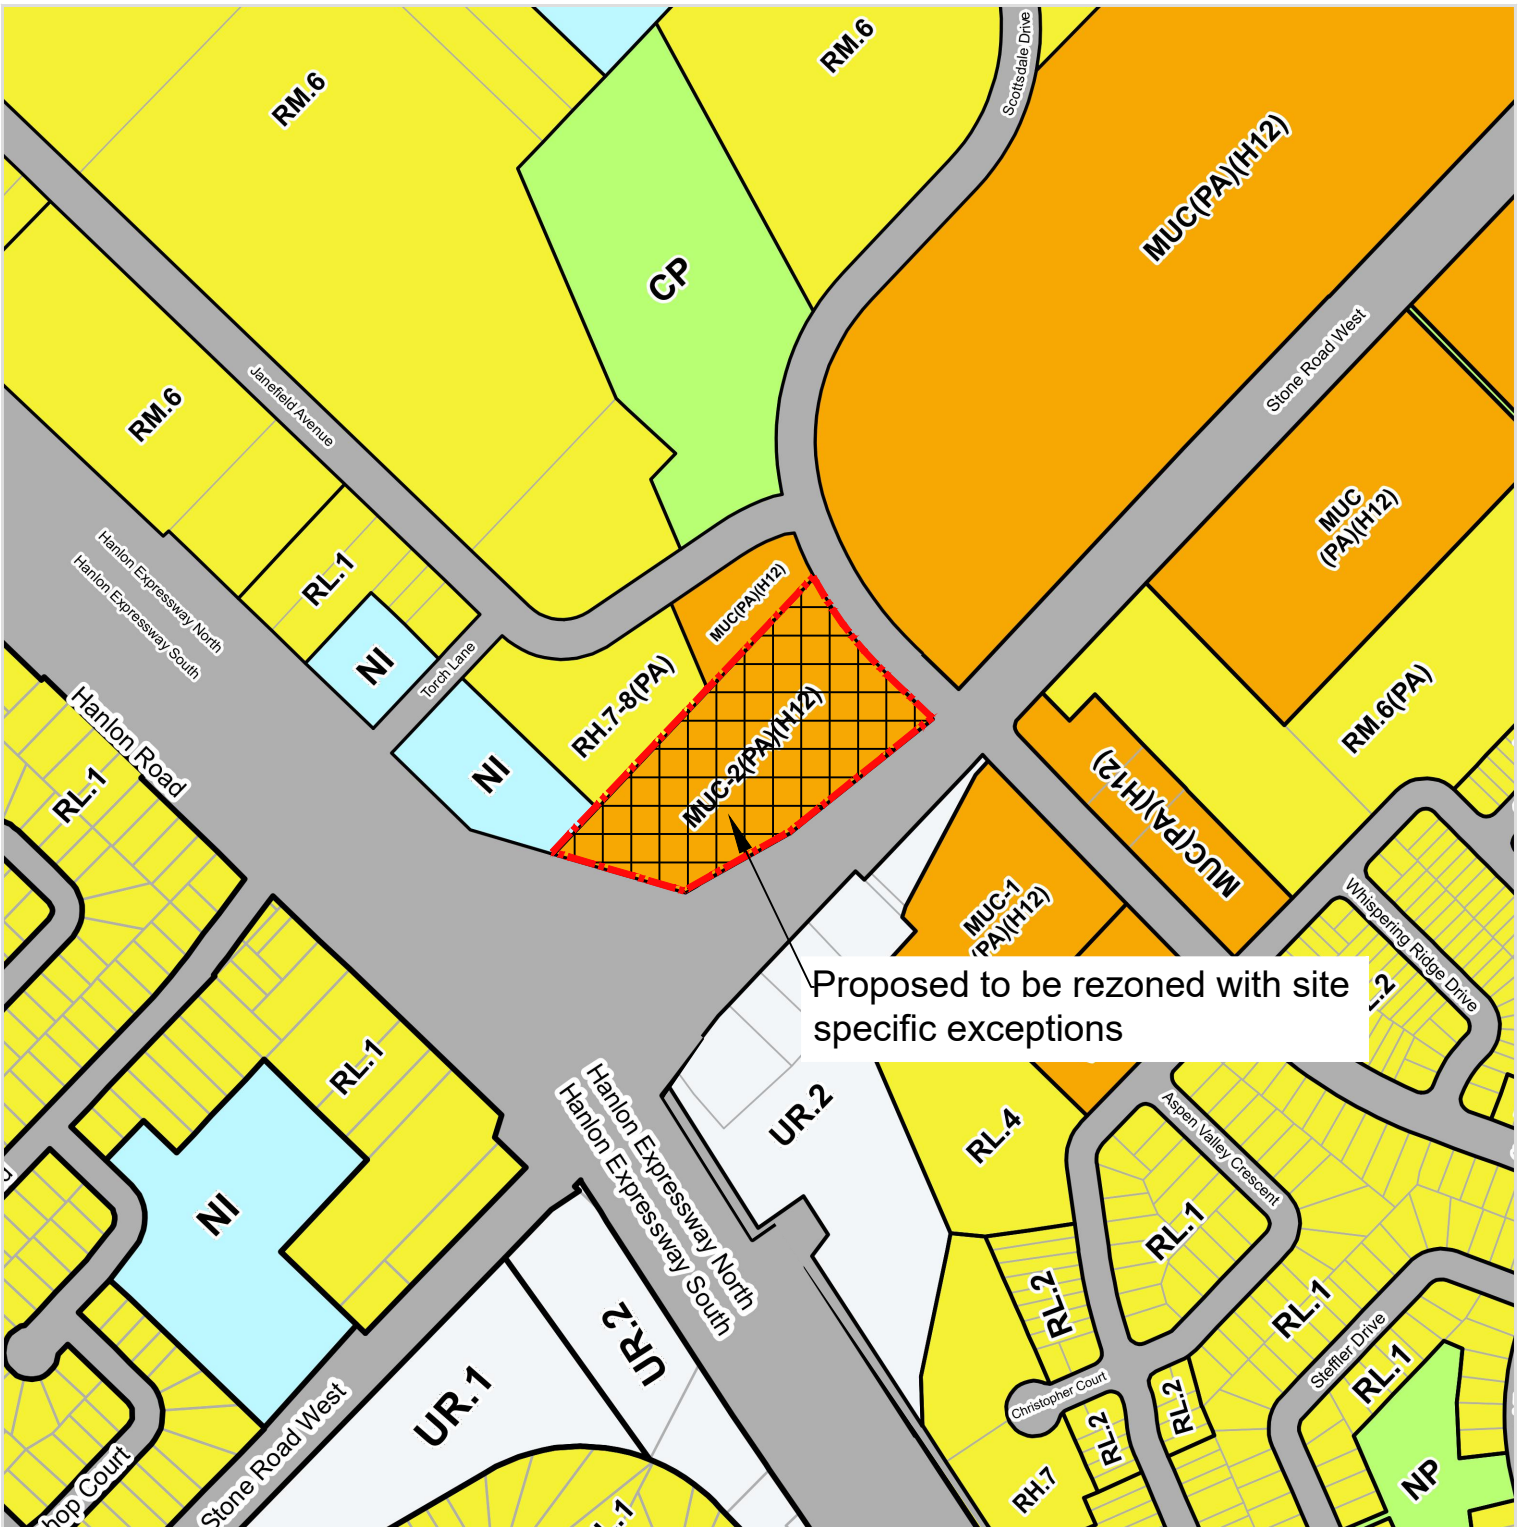 RM.6
RM.6
Scottsdale Drive
MUC(PA)(H12)
CP
Stone Road West
Janefield Avenue
RM.6
MUC
(PA)(H12)
Hanlon Expressway North
Hanlon Expressway South
RL.1
MUC(PA)(H12)
NI
Torch Lane
RH.7-8(PA)
RM.6(PA)
Hanlon Road
MUC-2(PA)(H12)
NI
RL.1
MUC(PA)(H12)
MUC-1
(PA)(H12)
Whispering Ridge Drive
Proposed to be rezoned with site
specific exceptions
.2
RL.1
Hanlon Expressway North
Hanlon Expressway South
UR.2
RL.4
Aspen Valley Crescent
NI
RL.1
RL.2
RL.1
UR.2
Steffler Drive
RL.1
UR.1
Christopher Court
RL.2
RL.2
Stone Road West
hop Court
RH.7
NP
.1